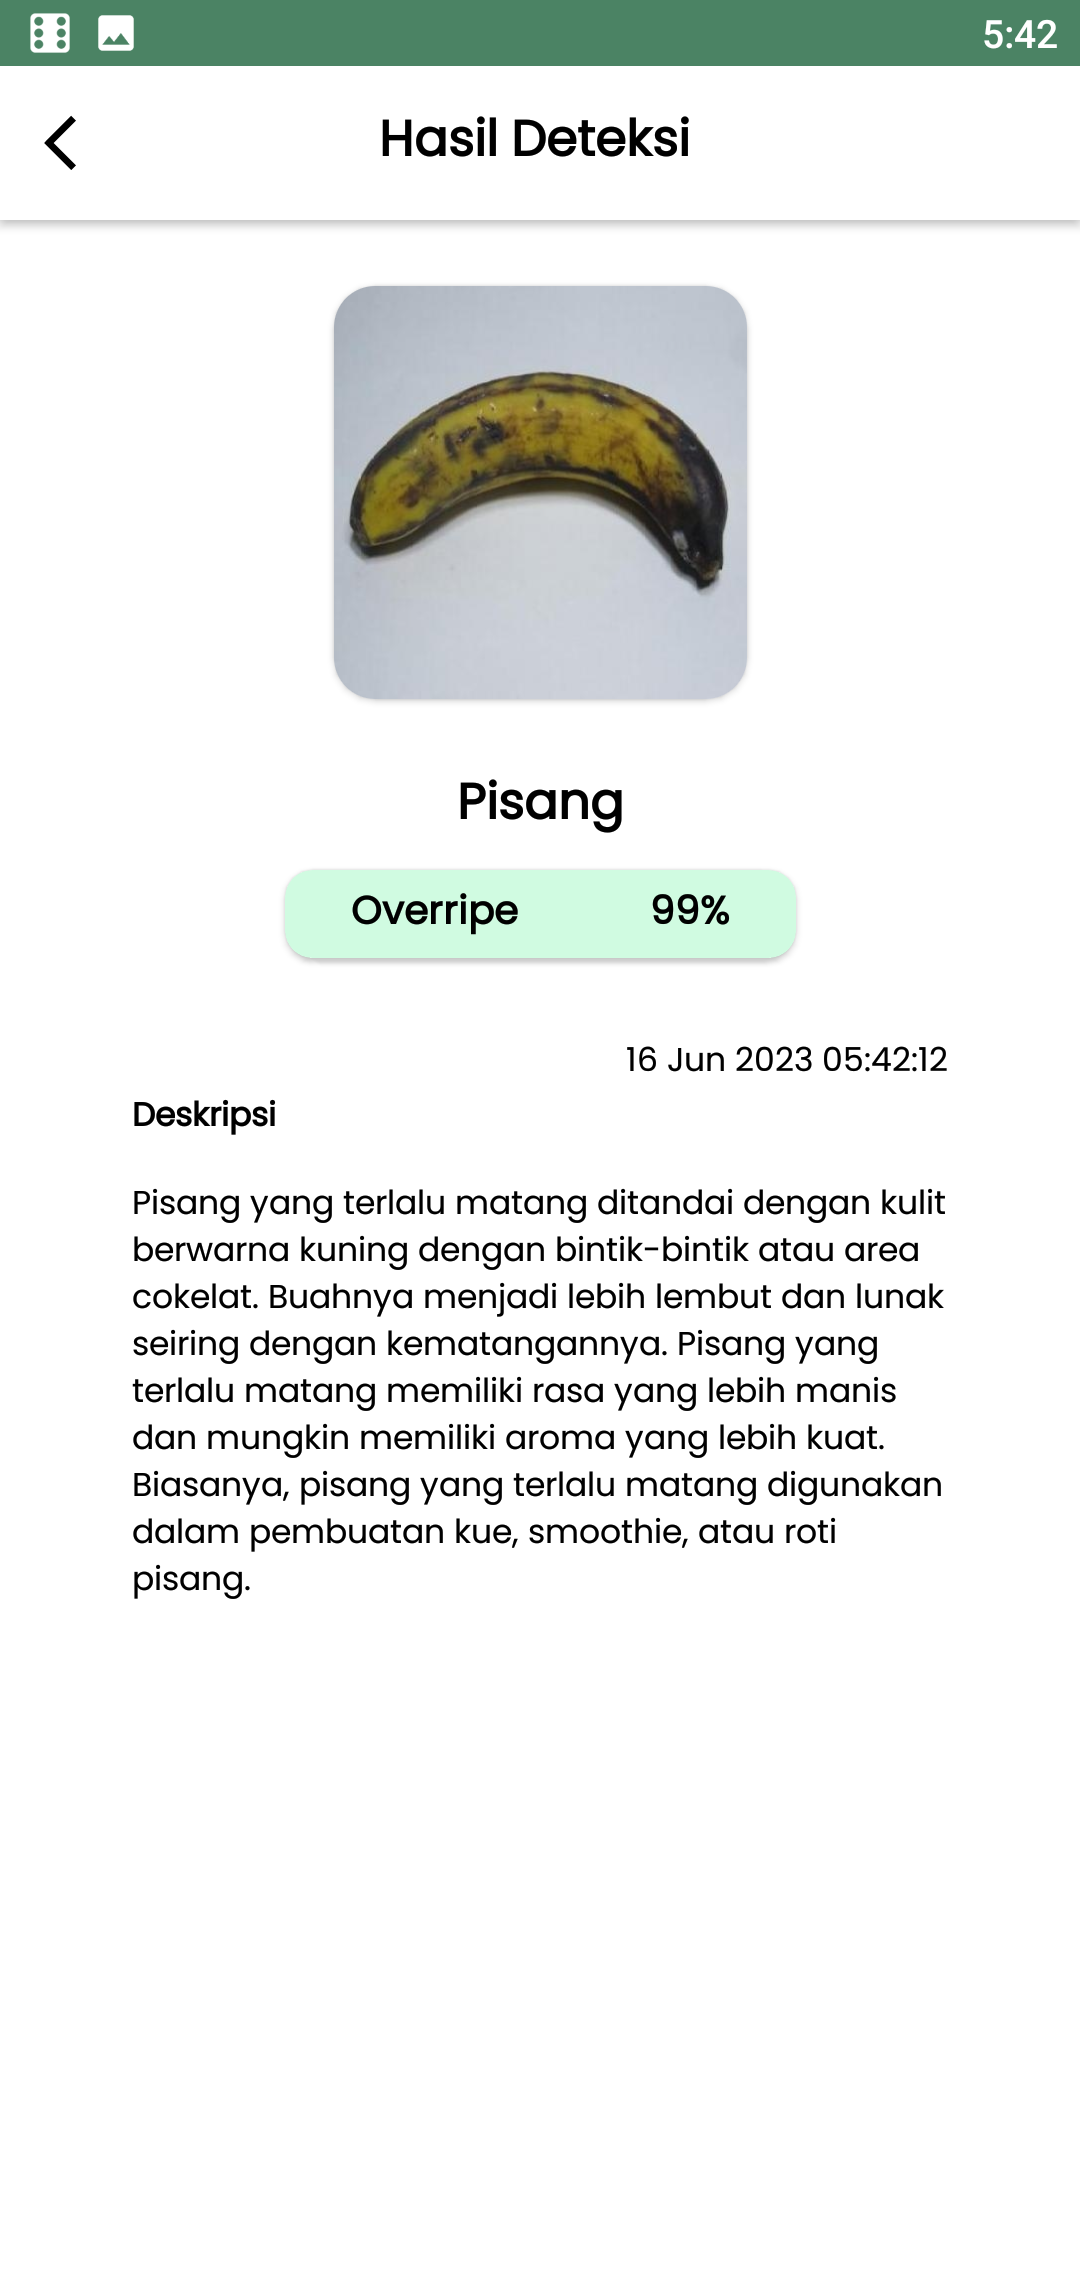 5:42
Hasil Deteksi
Pisang
Overripe 99%
16 Jun 2023 05:42:12
Deskripsi
Pisang yang terlalu matang ditandai dengan kulit
berwarna kuning dengan bintik-bintik atau area
cokelat. Buahnya menjadi lebih lembut dan lunak
seiring dengan kematangannya. Pisang yang
terlalu matang memiliki rasa yang lebih manis
dan mungkin memiliki aroma yang lebih kuat.
Biasanya, pisang yang terlalu matang digunakan
dalam pembuatan kue, smoothie, atau roti
pisang.